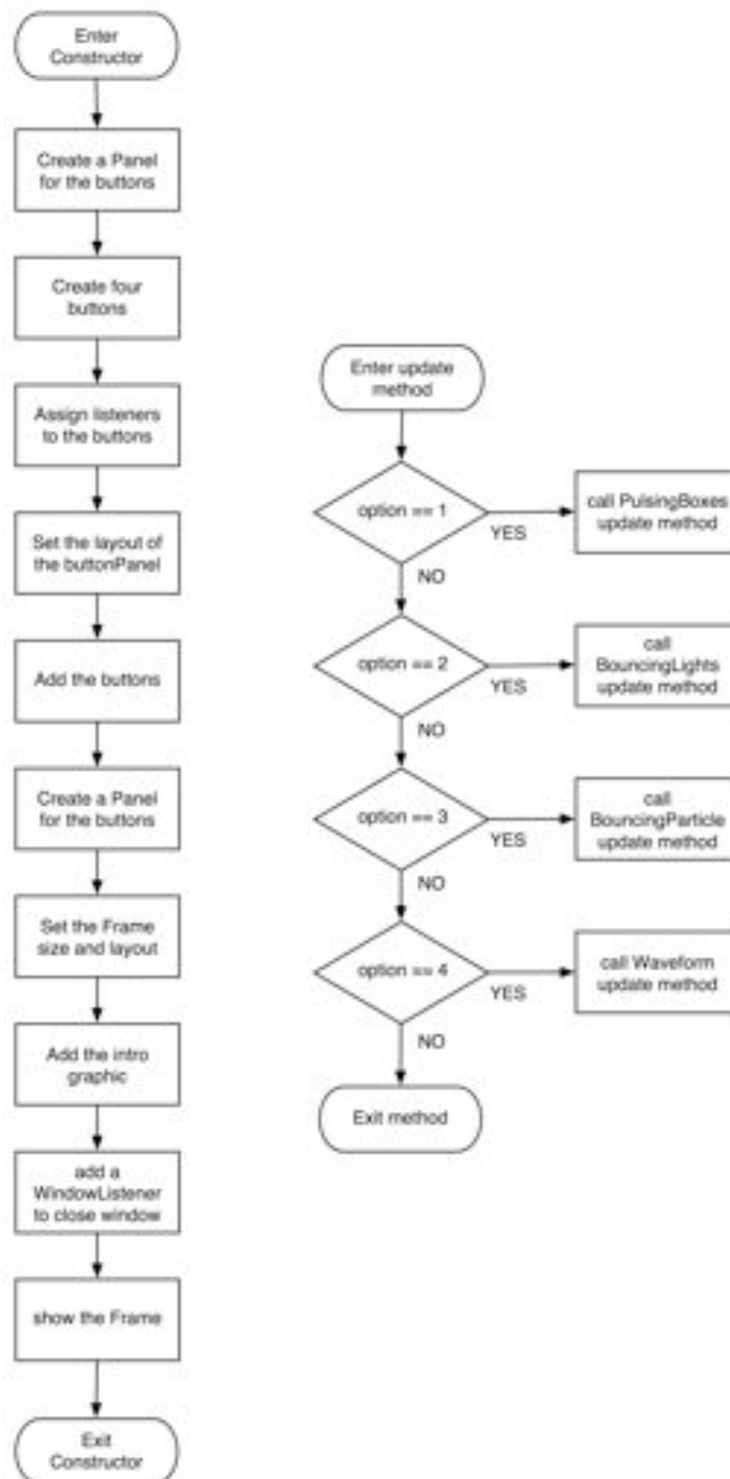 Enter
Constructor
Create a Panel
for the buttons
Create four
buttons
Assign listeners
to the buttons
Set the layout of
the buttonPanel
Add the buttons
Create a Panel
for the buttons
Set the Frame
size and layout
Add the intro
graphic
add a
WindowListener
to close window
show the Frame
Exit
Constructor
Enter update
method
option == 1
YES
call PulsingBoxes
update method
NO
option == 2
YES
call
BouncingLights
update method
NO
option == 3
YES
call
BouncingParticle
update method
NO
option == 4
YES
call Waveform
update method
NO
Exit method